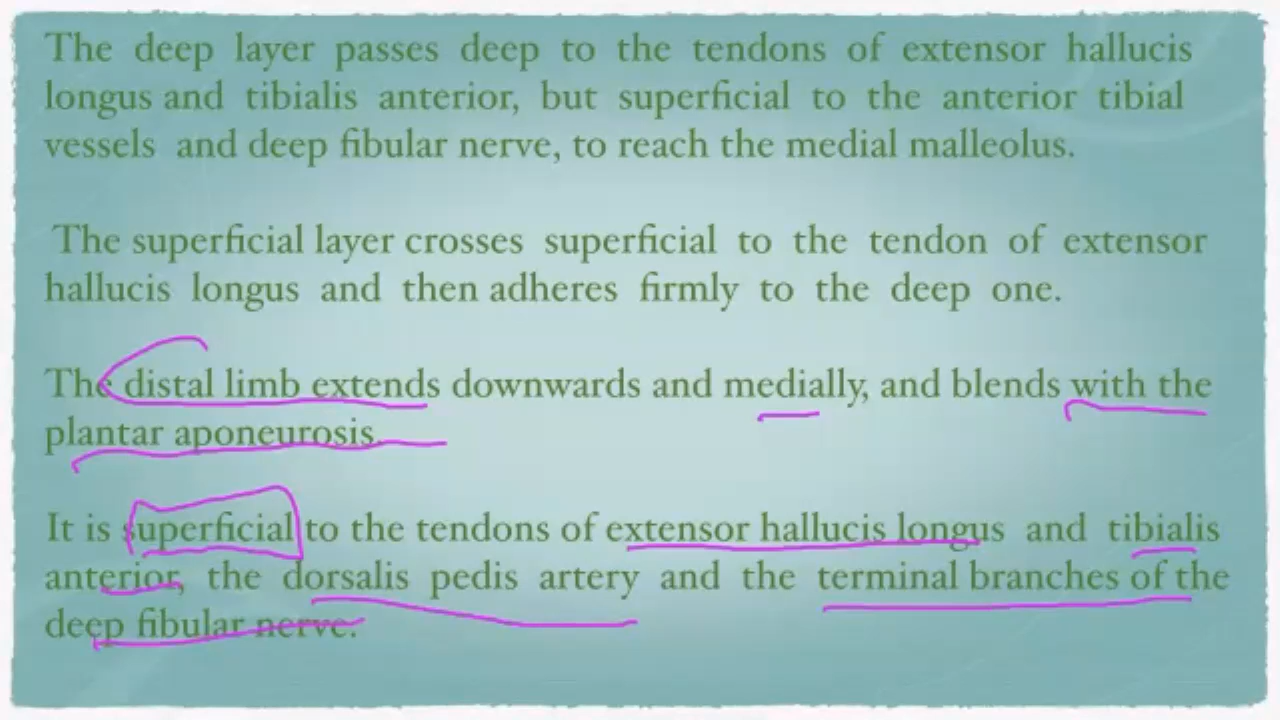 The deep layer passes deep to the tendons of extensor hallucis
longus and tibialis anterior, but superficial to the anterior tibial
vessels and deep fibular nerve, to reach the medial malleolus.
The superficial layer crosses superficial to the tendon of extensor
hallucis longus and then adheres firmly to the deep one.
The distal limb extends downwards and medially, and blends with the
plantar aponeurosis.
It is superficial to the tendons of extensor hallucis longus and tibialis
anterior, the dorsalis pedis artery and the terminal branches of the
deep fibular nerve.